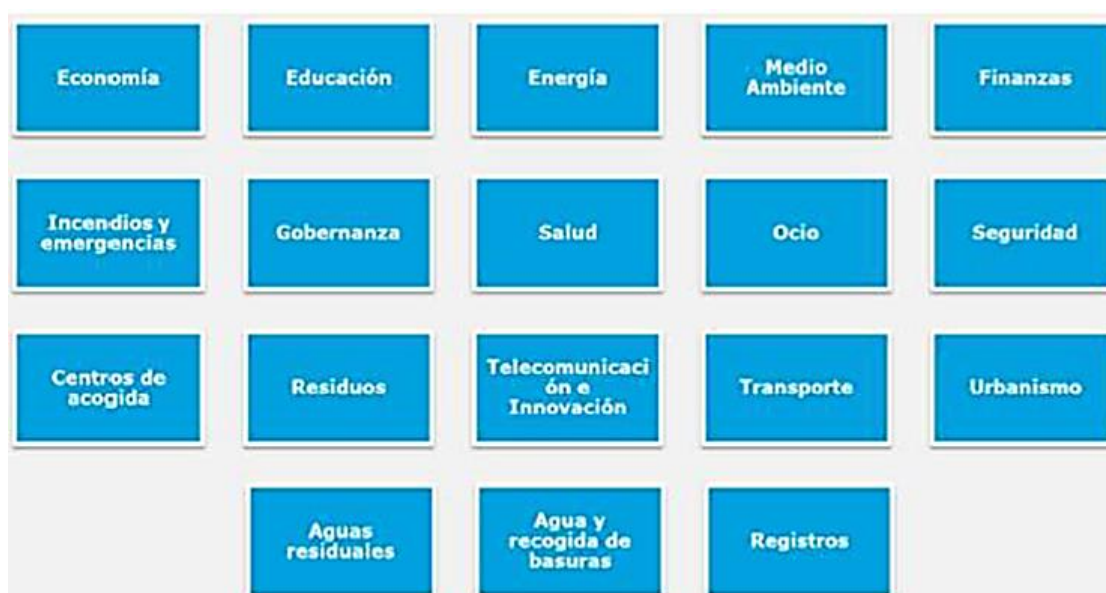 Economía
Educación
Energía
Medio
Ambiente
Finanzas
Incendios y
emergencias
Gobernanza
Salud
Ocio
Seguridad
Centros de
acogida
Residuos
Telecomunicaci
ón e
Innovación
Transporte
Urbanismo
Aguas
residuales
Agua y
recogida de
basuras
Registros